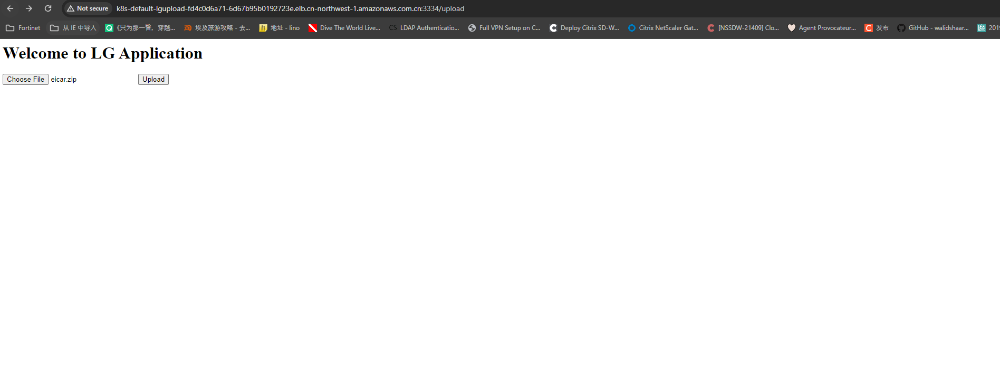 Not secure k8s-default-lgupload-fd4c0d6a71-6d67b95b0192723e.elb.cn-northwest-1.amazonaws.com.cn:3334/upload
Fortinet 从 IE 中导入 《只为那一瞥，穿越... 埃及旅游攻略 - 去... 地址 - lino Dive The World Live... CS LDAP Authenticatio... Full VPN Setup on C... Deploy Citrix SD-W... Citrix NetScaler Gat... [NSSDW-21409] Clo... Agent Provocateur... 发布 GitHub - walidshaar... 2019
Welcome to LG Application
Choose File eicar.zip Upload